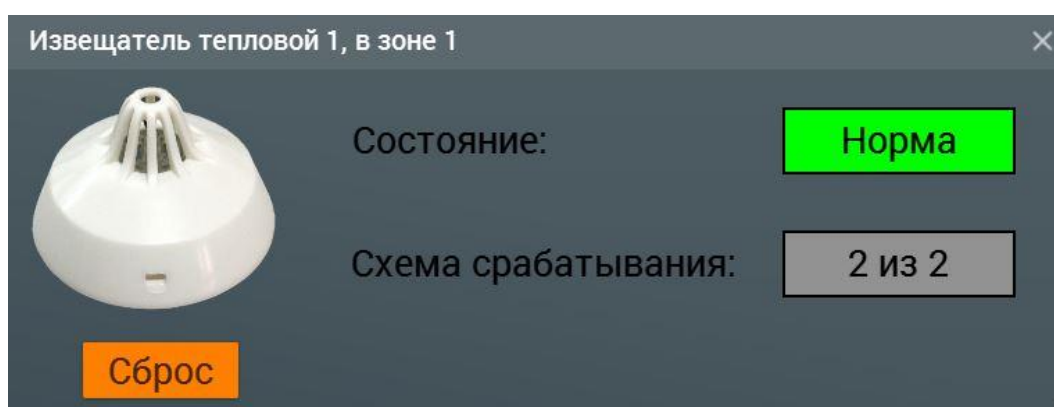 Извещатель тепловой 1, в зоне 1
Состояние:
Норма
Схема срабатывания:
2 из 2
Сброс